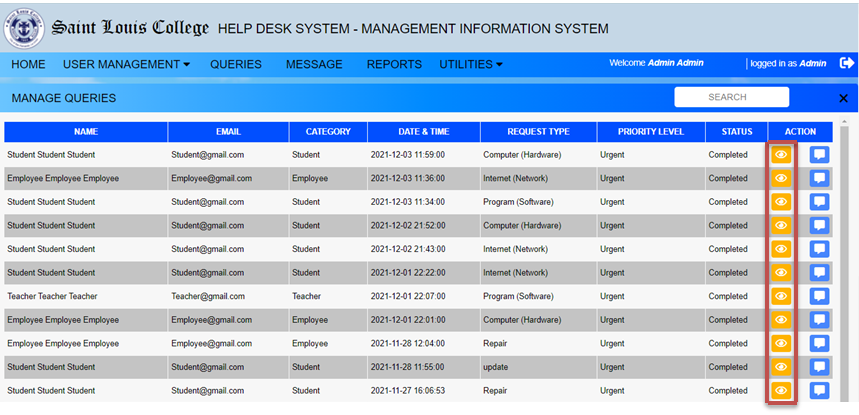 Saint Louis College HELP DESK SYSTEM - MANAGEMENT INFORMATION SYSTEM
HOME USER MANAGEMENT QUERIES MESSAGE REPORTS UTILITIES Welcome Admin Admin | logged in as Admin
MANAGE QUERIES SEARCH X
NAME EMAIL CATEGORY DATE & TIME REQUEST TYPE PRIORITY LEVEL STATUS ACTION
Student Student Student Student@gmail.com Student 2021-12-03 11:59:00 Computer (Hardware) Urgent Completed
Employee Employee Employee Employee@gmail.com Employee 2021-12-03 11:36:00 Internet (Network) Urgent Completed
Student Student Student Student@gmail.com Student 2021-12-03 11:34:00 Program (Software) Urgent Completed
Student Student Student Student@gmail.com Student 2021-12-02 21:52:00 Computer (Hardware) Urgent Completed
Student Student Student Student@gmail.com Student 2021-12-02 21:43:00 Internet (Network) Urgent Completed
Student Student Student Student@gmail.com Student 2021-12-01 22:22:00 Internet (Network) Urgent Completed
Teacher Teacher Teacher Teacher@gmail.com Teacher 2021-12-01 22:07:00 Program (Software) Urgent Completed
Employee Employee Employee Employee@gmail.com Employee 2021-12-01 22:01:00 Computer (Hardware) Urgent Completed
Employee Employee Employee Employee@gmail.com Employee 2021-11-28 12:04:00 Repair Urgent Completed
Student Student Student Student@gmail.com Student 2021-11-28 11:55:00 update Urgent Completed
Student Student Student Student@gmail.com Student 2021-11-27 16:06:53 Repair Urgent Completed